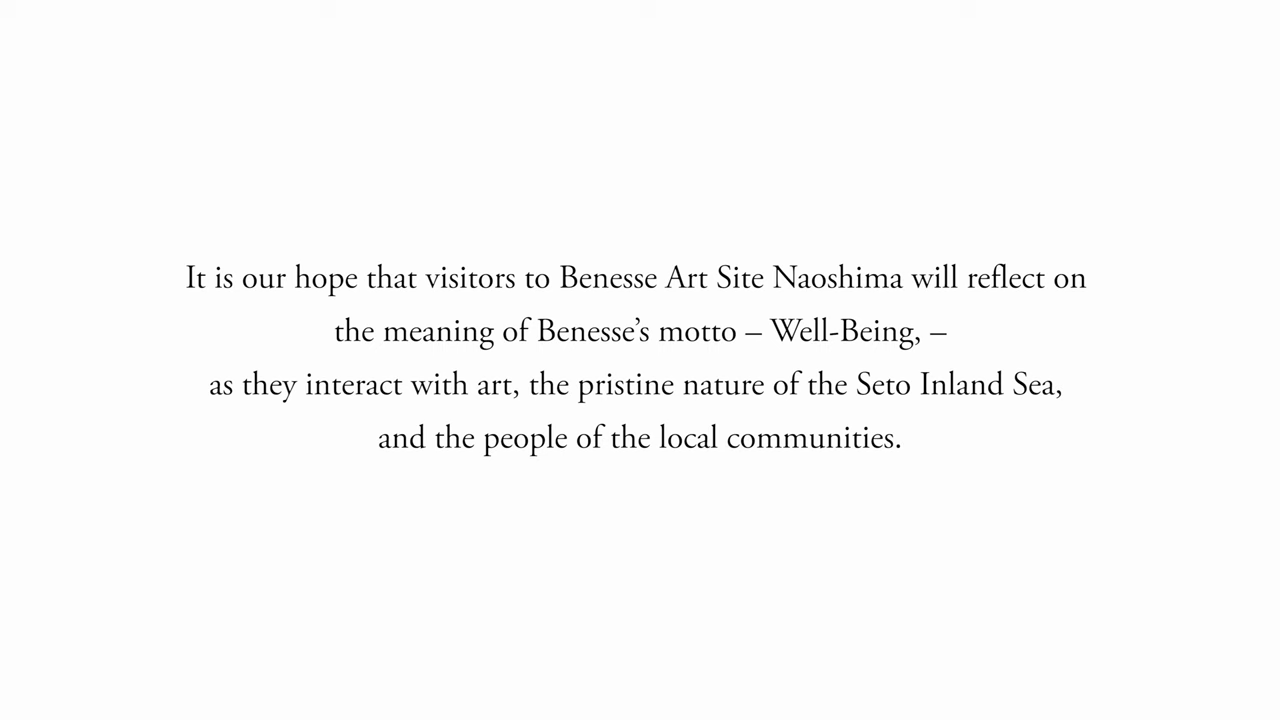 It is our hope that visitors to Benesse Art Site Naoshima will reflect on
the meaning of Benesse’s motto – Well-Being, –
as they interact with art, the pristine nature of the Seto Inland Sea,
and the people of the local communities.